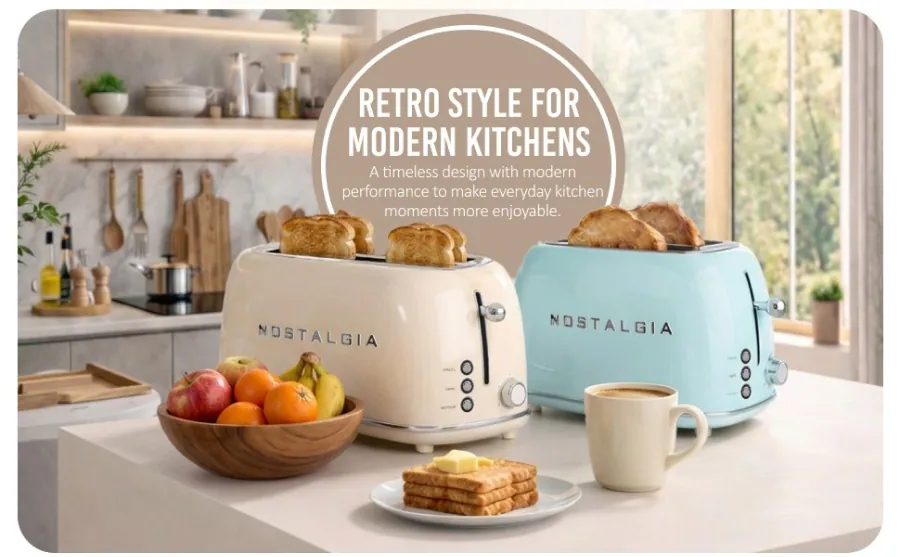 RETRO STYLE FOR
MODERN KITCHENS
A timeless design with modern
performance to make everyday kitchen
moments more enjoyable.
NOSTALGIA
NOSTALGIA